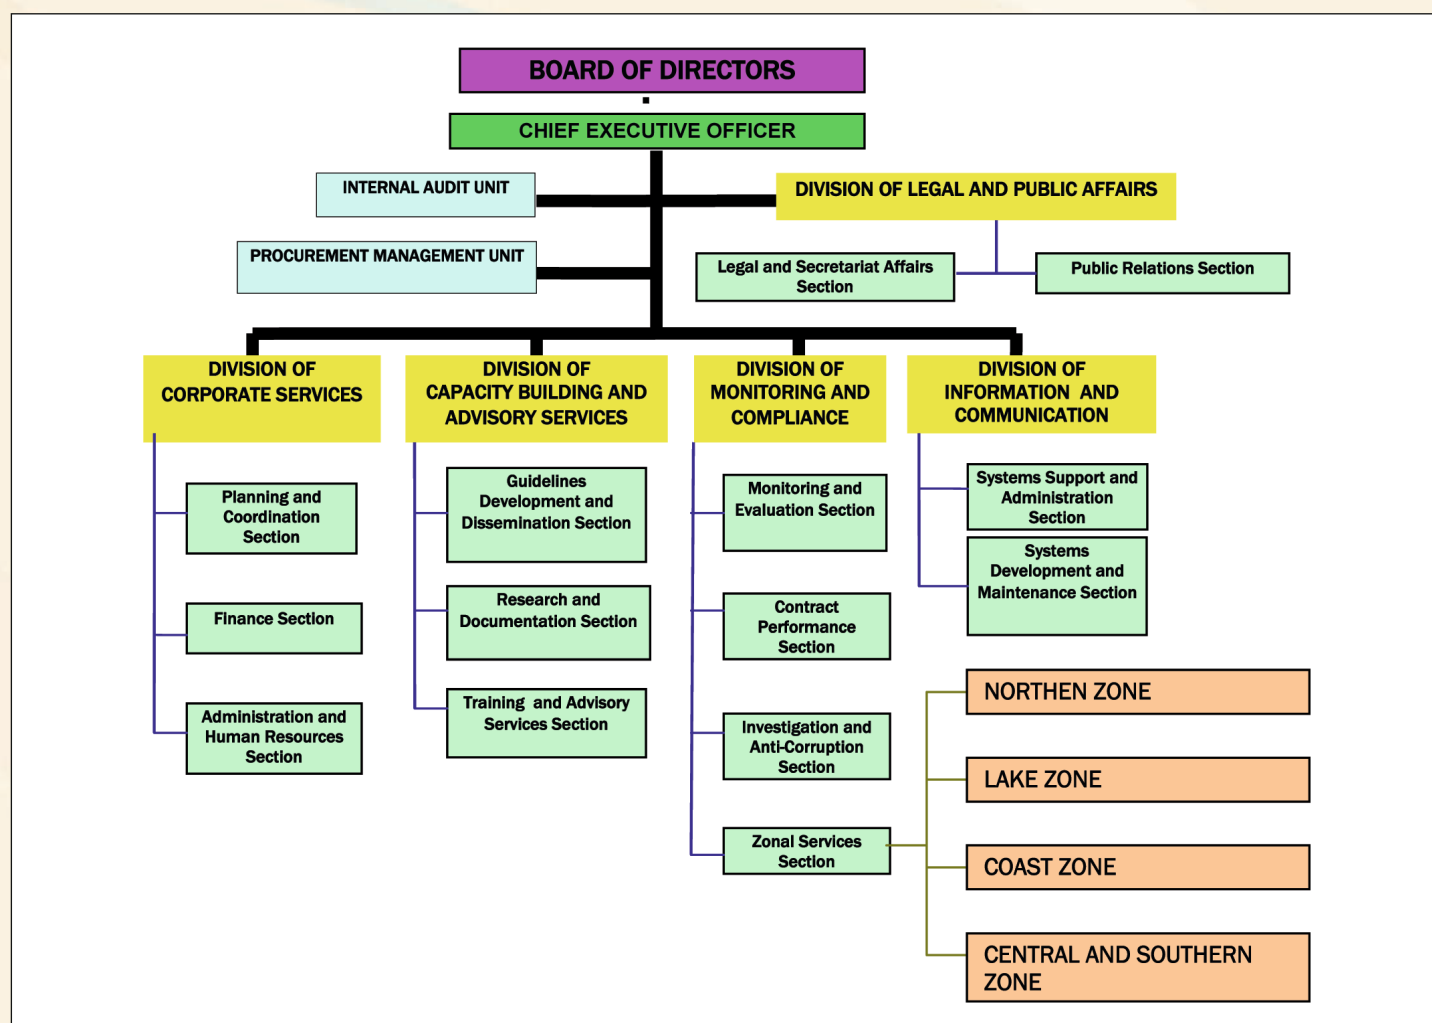 BOARD OF DIRECTORS
CHIEF EXECUTIVE OFFICER
INTERNAL AUDIT UNIT
DIVISION OF LEGAL AND PUBLIC AFFAIRS
PROCUREMENT MANAGEMENT UNIT
Legal and Secretariat Affairs
Section
Public Relations Section
DIVISION OF
CORPORATE SERVICES
DIVISION OF
CAPACITY BUILDING AND
ADVISORY SERVICES
DIVISION OF
MONITORING AND
COMPLIANCE
DIVISION OF
INFORMATION AND
COMMUNICATION
Planning and
Coordination
Section
Finance Section
Administration and
Human Resources
Section
Guidelines
Development and
Dissemination Section
Research and
Documentation Section
Training and Advisory
Services Section
Monitoring and
Evaluation Section
Contract
Performance
Section
Investigation and
Anti-Corruption
Section
Zonal Services
Section
Systems Support and
Administration
Section
Systems
Development and
Maintenance Section
NORTHEN ZONE
LAKE ZONE
COAST ZONE
CENTRAL AND SOUTHERN
ZONE